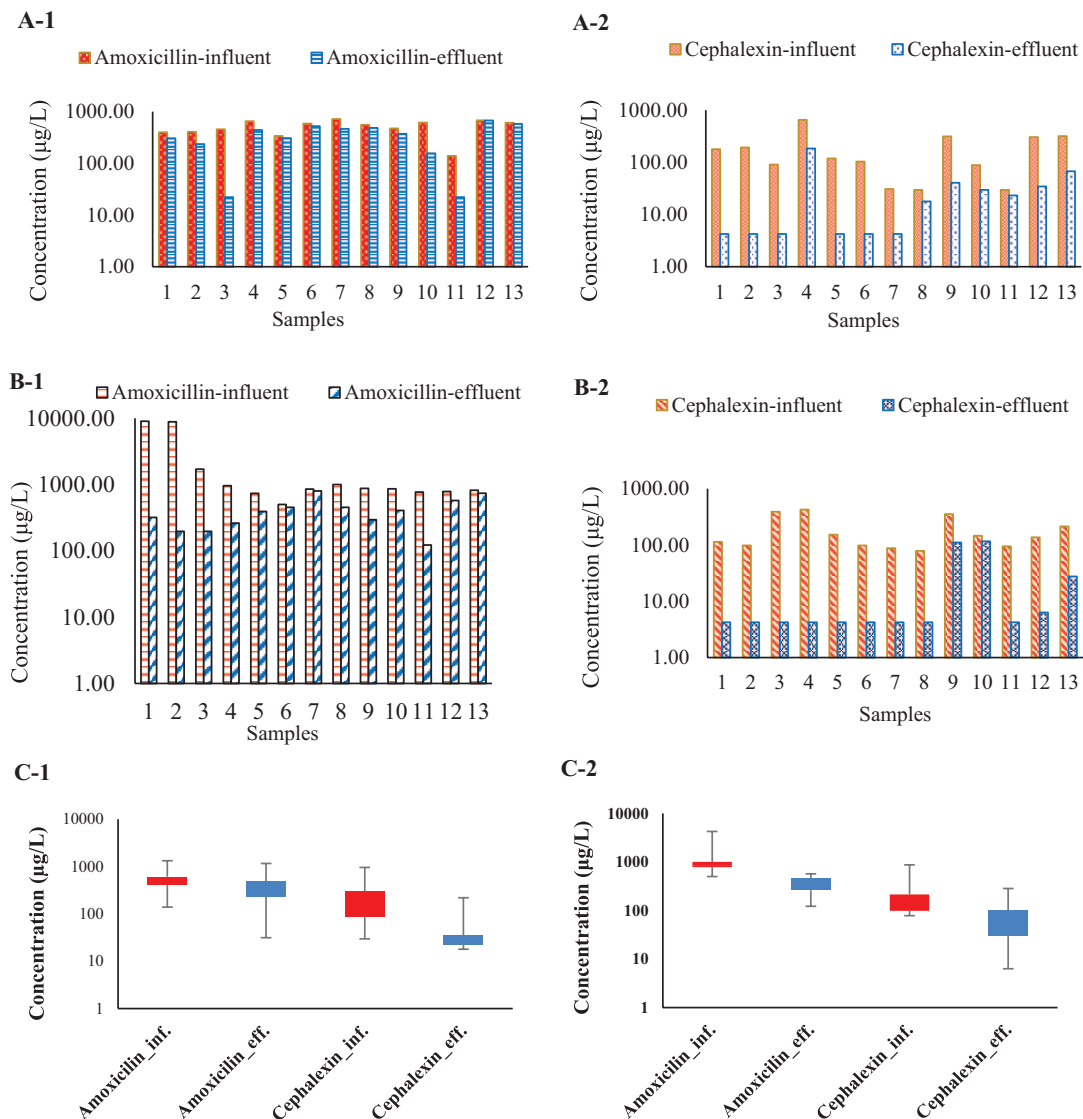 A-1
Amoxicillin-influent Amoxicillin-effluent
Concentration (µg/L)
1000.00
100.00
10.00
1.00
1 2 3 4 5 6 7 8 9 10 11 12 13
Samples
A-2
Cephalexin-influent Cephalexin-effluent
Concentration (µg/L)
1000.00
100.00
10.00
1.00
1 2 3 4 5 6 7 8 9 10 11 12 13
Samples
B-1
Amoxicillin-influent Amoxicillin-effluent
Concentration (µg/L)
10000.00
1000.00
100.00
10.00
1.00
1 2 3 4 5 6 7 8 9 10 11 12 13
Samples
B-2
Cephalexin-influent Cephalexin-effluent
Concentration (µg/L)
1000.00
100.00
10.00
1.00
1 2 3 4 5 6 7 8 9 10 11 12 13
Samples
C-1
Concentration (µg/L)
10000
1000
100
10
1
Amoxicilin_inf.
Amoxicilin_eff.
Cephalexin_inf.
Cephalexin_eff.
C-2
Concentration (µg/L)
10000
1000
100
10
1
Amoxicilin_inf.
Amoxicilin_eff.
Cephalexin_inf.
Cephalexin_eff.